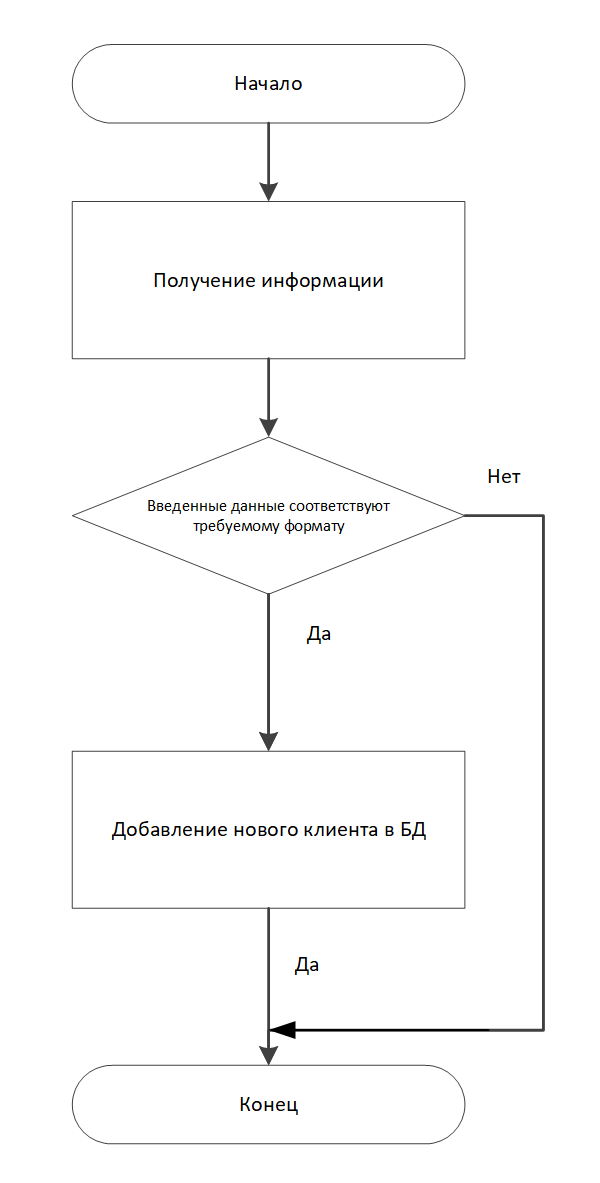 Начало
Получение информации
Введенные данные соответствуют
требуемому формату
Нет
Да
Добавление нового клиента в БД
Да
Конец